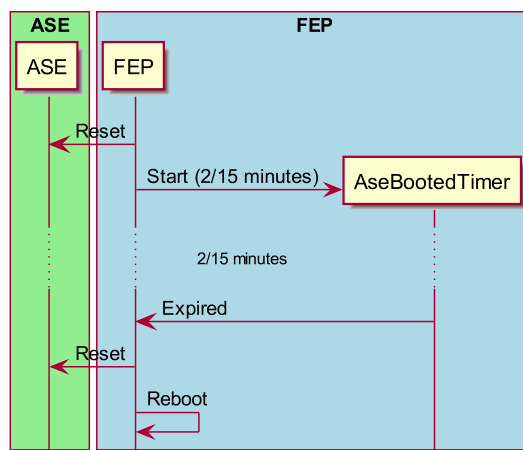 ASE
FEP
ASE
FEP
Reset
Start (2/15 minutes)
AseBootedTimer
2/15 minutes
Expired
Reset
Reboot